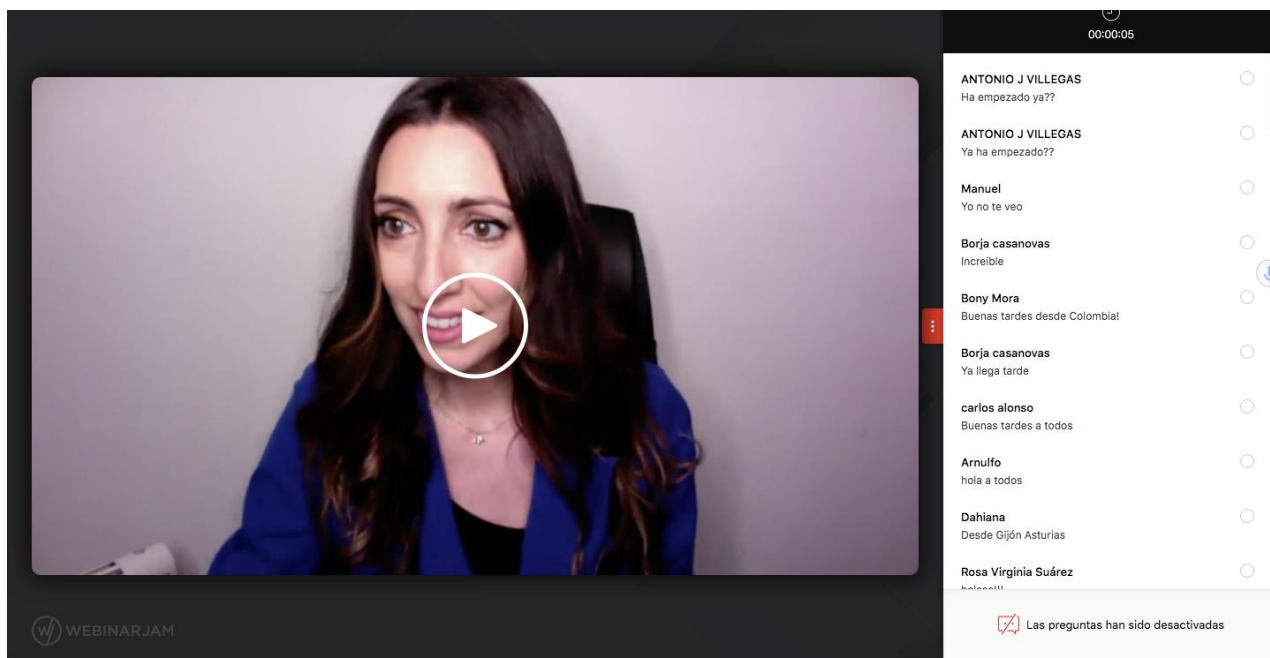 00:00:05
ANTONIO J VILLEGAS
Ha empezado ya??
ANTONIO J VILLEGAS
Ya ha empezado??
Manuel
Yo no te veo
Borja casanovas
Increible
Bony Mora
Buenas tardes desde Colombia!
Borja casanovas
Ya llega tarde
carlos alonso
Buenas tardes a todos
Arnulfo
hola a todos
Dahiana
Desde Gijón Asturias
Rosa Virginia Suárez
Las preguntas han sido desactivadas
WEBINARJAM